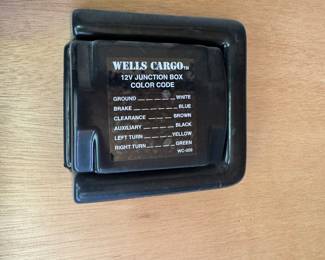 WELLS CARGO™
12V JUNCTION BOX
COLOR CODE
GROUND _ _ _ _ _ WHITE
BRAKE _ _ _ _ _ _ BLUE
CLEARANCE _ _ _ _ BROWN
AUXILIARY _ _ _ _ BLACK
LEFT TURN _ _ _ _ YELLOW
RIGHT TURN _ _ _ _ GREEN
WC-009